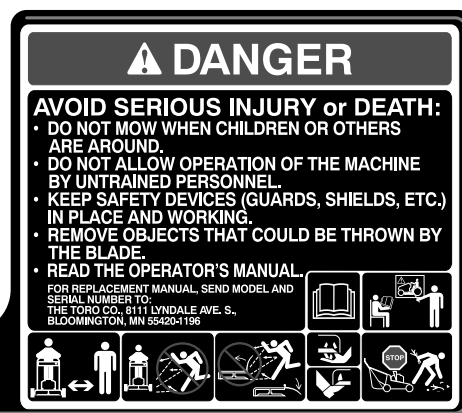 DANGER
AVOID SERIOUS INJURY or DEATH:
• DO NOT MOW WHEN CHILDREN OR OTHERS
ARE AROUND.
• DO NOT ALLOW OPERATION OF THE MACHINE
BY UNTRAINED PERSONNEL.
• KEEP SAFETY DEVICES (GUARDS, SHIELDS, ETC.)
IN PLACE AND WORKING.
• REMOVE OBJECTS THAT COULD BE THROWN BY
THE BLADE.
• READ THE OPERATOR'S MANUAL.
FOR REPLACEMENT MANUAL, SEND MODEL AND
SERIAL NUMBER TO:
THE TORO CO., 8111 LYNDALE AVE. S.,
BLOOMINGTON, MN 55420-1196
STOP